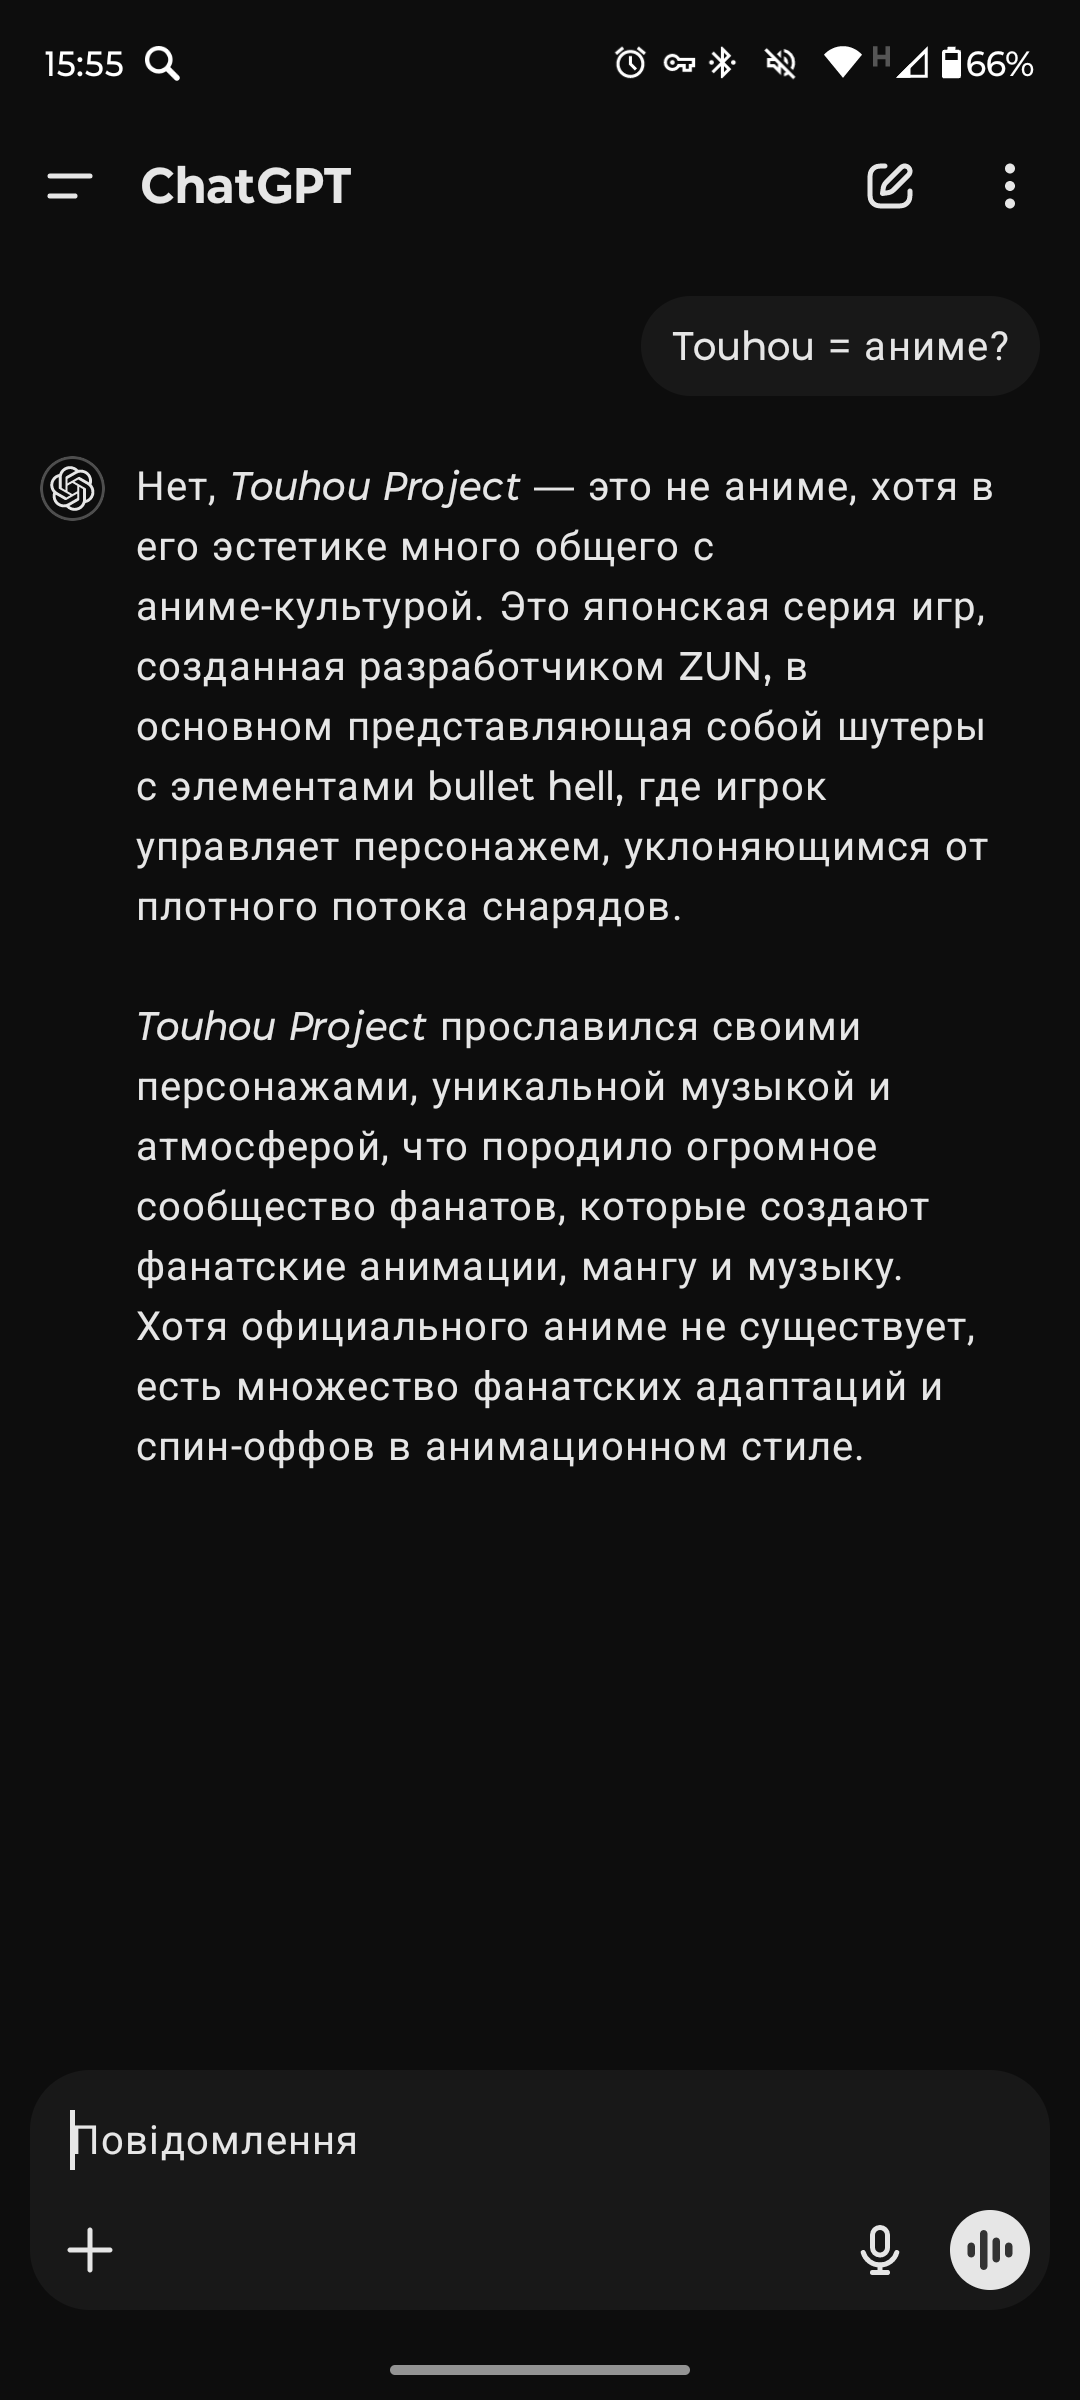 15:55
H
66%
ChatGPT
Touhou = аниме?
Нет, Touhou Project — это не аниме, хотя в
его эстетике много общего с
аниме-культурой. Это японская серия игр,
созданная разработчиком ZUN, в
основном представляющая собой шутеры
с элементами bullet hell, где игрок
управляет персонажем, уклоняющимся от
плотного потока снарядов.
Touhou Project прославился своими
персонажами, уникальной музыкой и
атмосферой, что породило огромное
сообщество фанатов, которые создают
фанатские анимации, мангу и музыку.
Хотя официального аниме не существует,
есть множество фанатских адаптаций и
спин-оффов в анимационном стиле.
Повідомлення